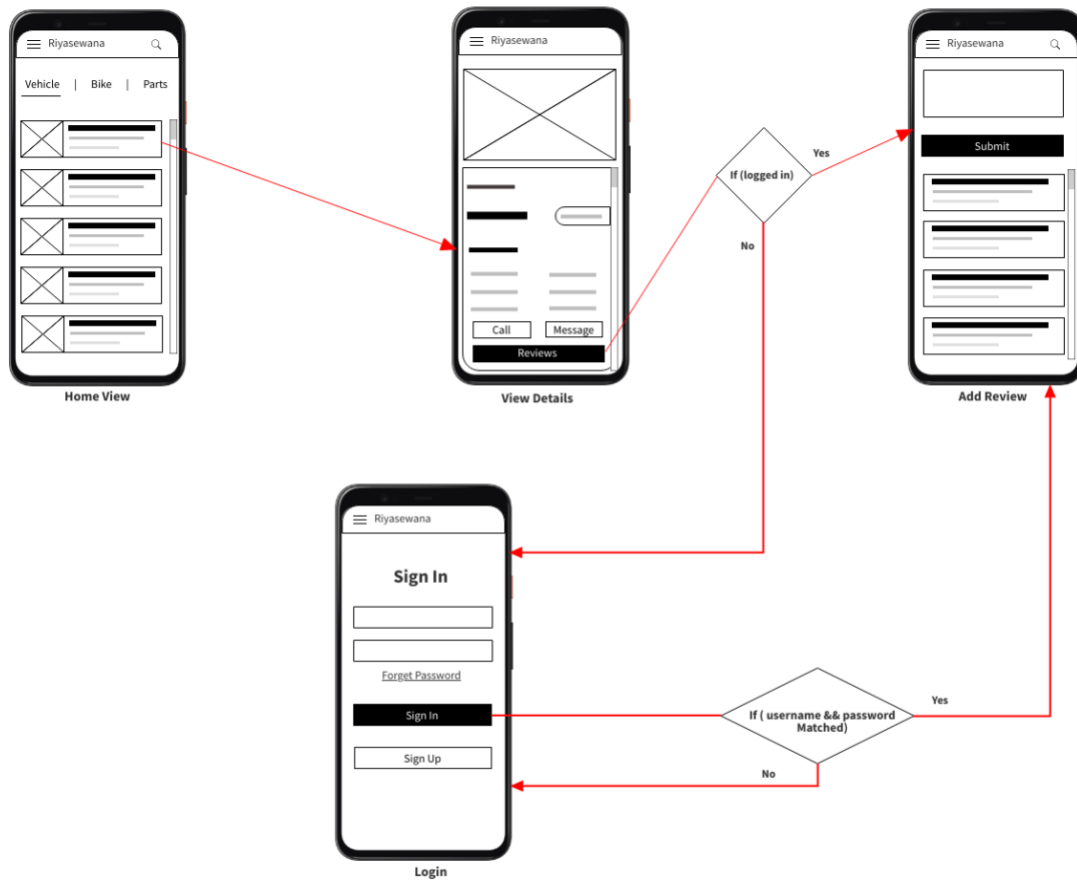 Riyasewana
Vehicle | Bike | Parts
Home View
Riyasewana
Call
Message
Reviews
View Details
If (logged in)
Yes
No
Riyasewana
Submit
Add Review
Riyasewana
Sign In
Forget Password
Sign In
Sign Up
Login
If ( username && password
Matched)
Yes
No